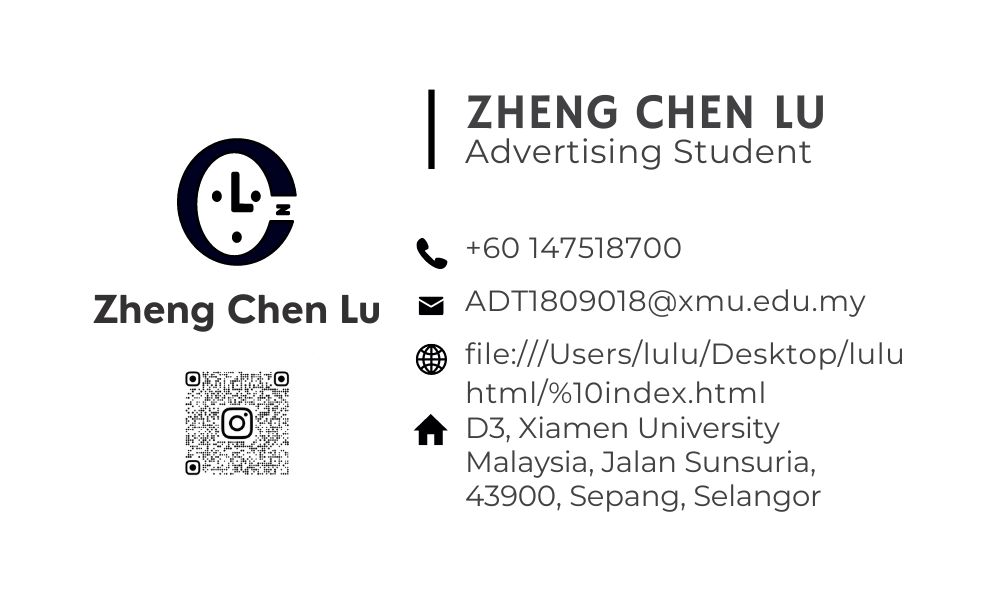 L
z
Zheng Chen Lu
ZHENG CHEN LU
Advertising Student
+60 147518700
ADT1809018@xmu.edu.my
file:///Users/lulu/Desktop/lulu
html/%10index.html
D3, Xiamen University
Malaysia, Jalan Sunsuria,
43900, Sepang, Selangor